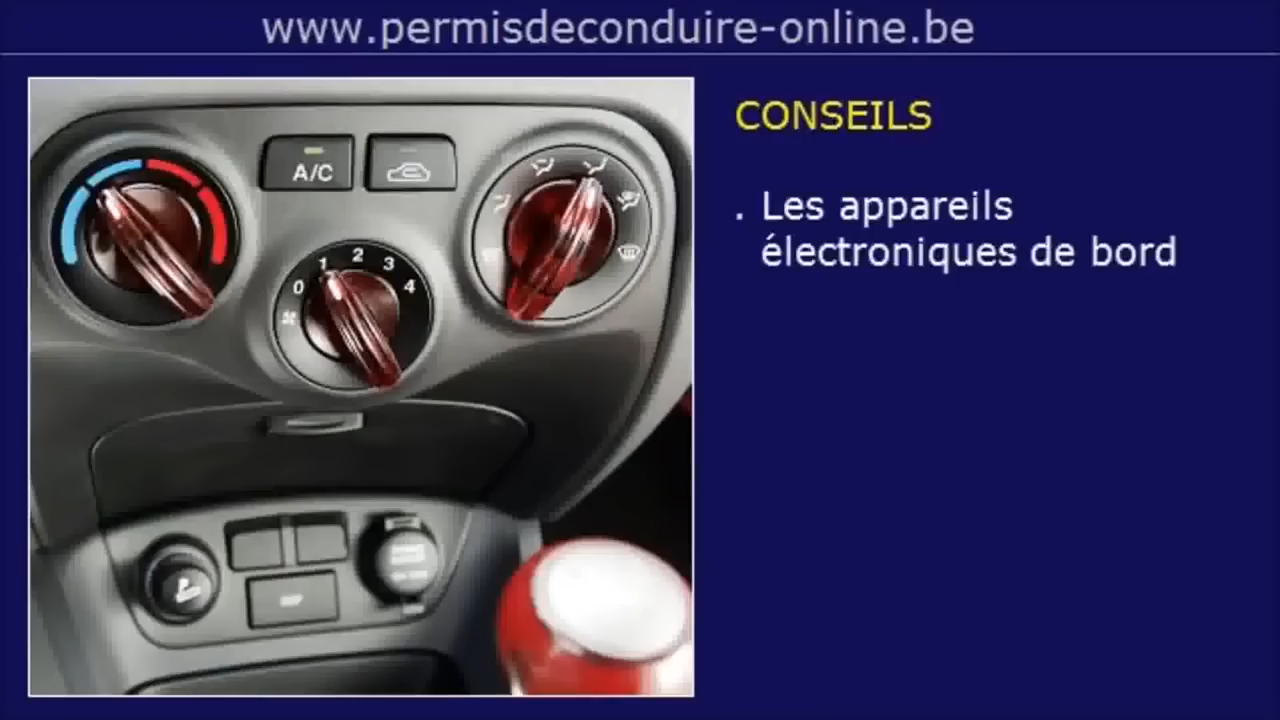 www.permisdeconduire-online.be
CONSEILS
. Les appareils
électroniques de bord
A/C
0 1 2 3 4